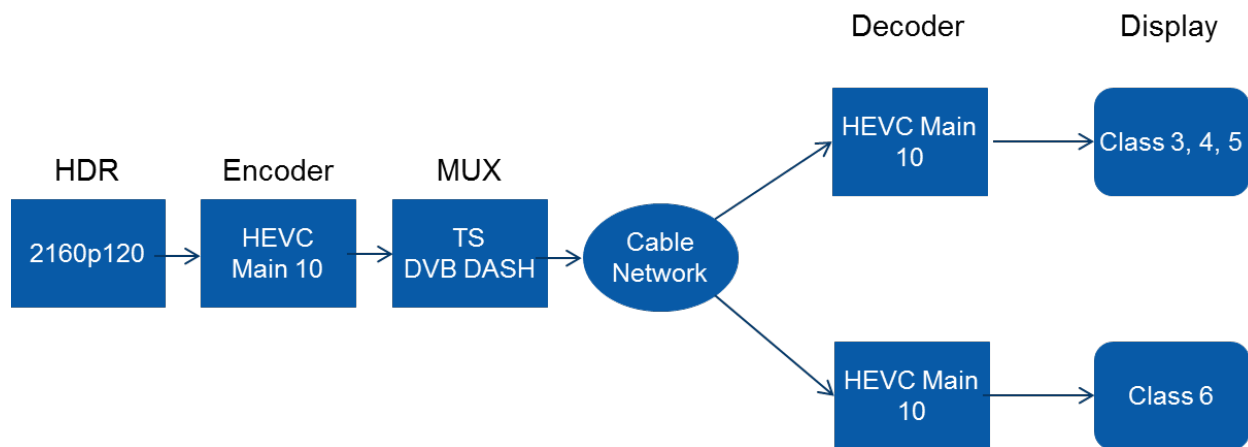 Decoder
Display
HEVC Main
10
Class 3, 4, 5
HDR
Encoder
MUX
2160p120
HEVC
Main 10
TS
DVB DASH
Cable
Network
HEVC Main
10
Class 6